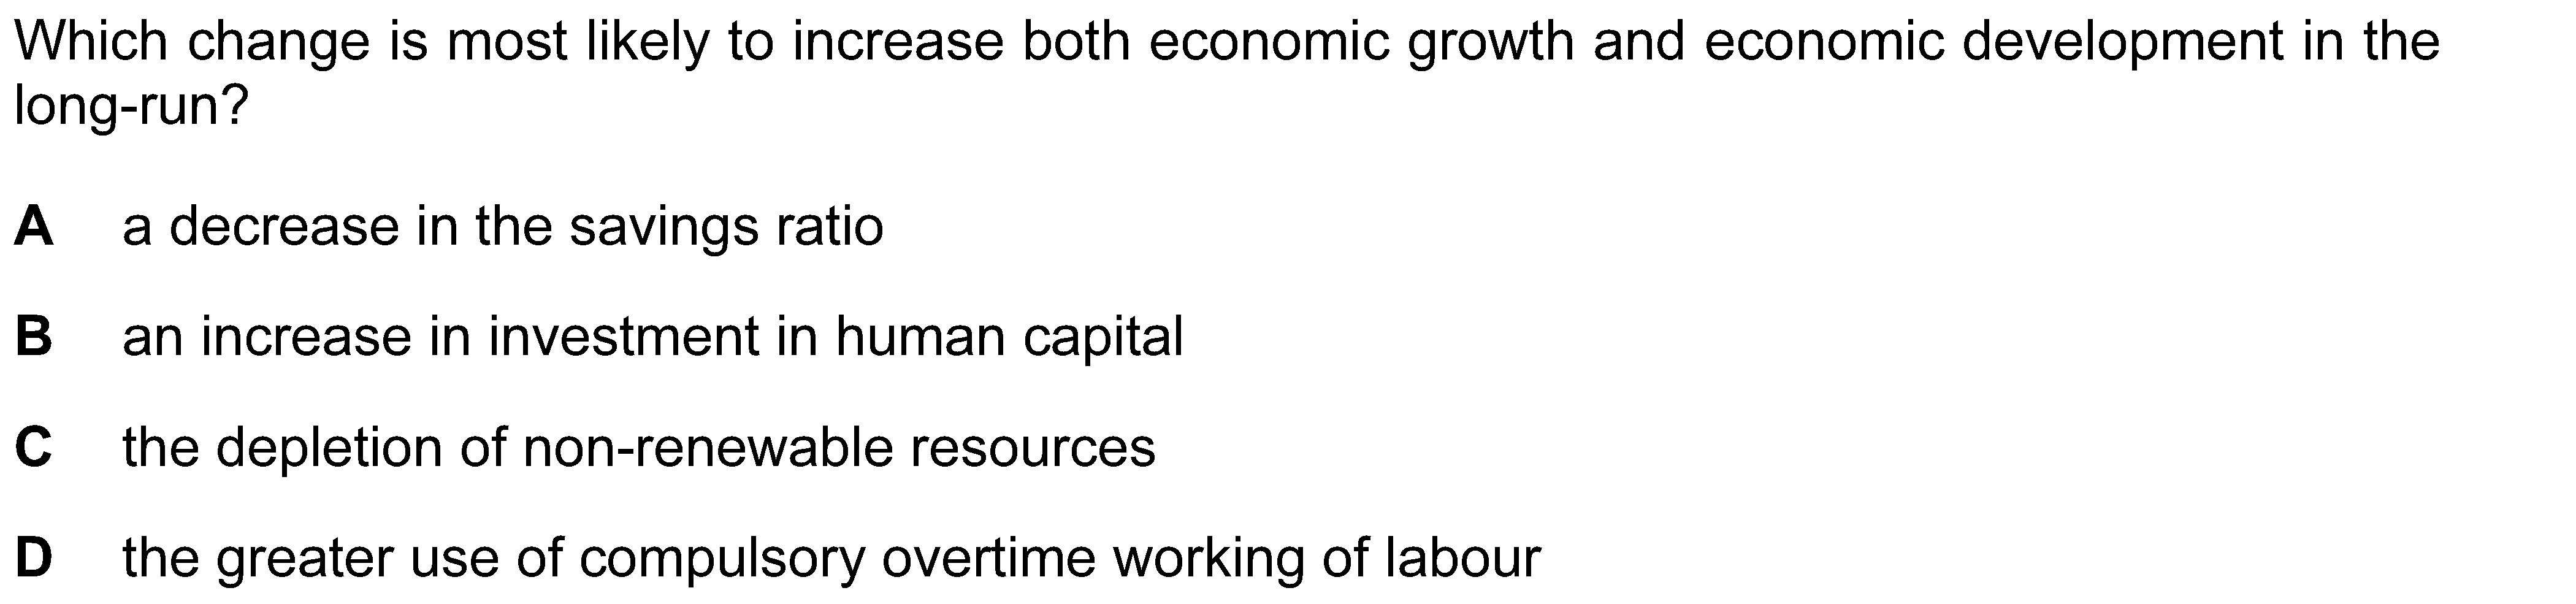 Which change is most likely to increase both economic growth and economic development in the
long-run?
A a decrease in the savings ratio
B an increase in investment in human capital
C the depletion of non-renewable resources
D the greater use of compulsory overtime working of labour